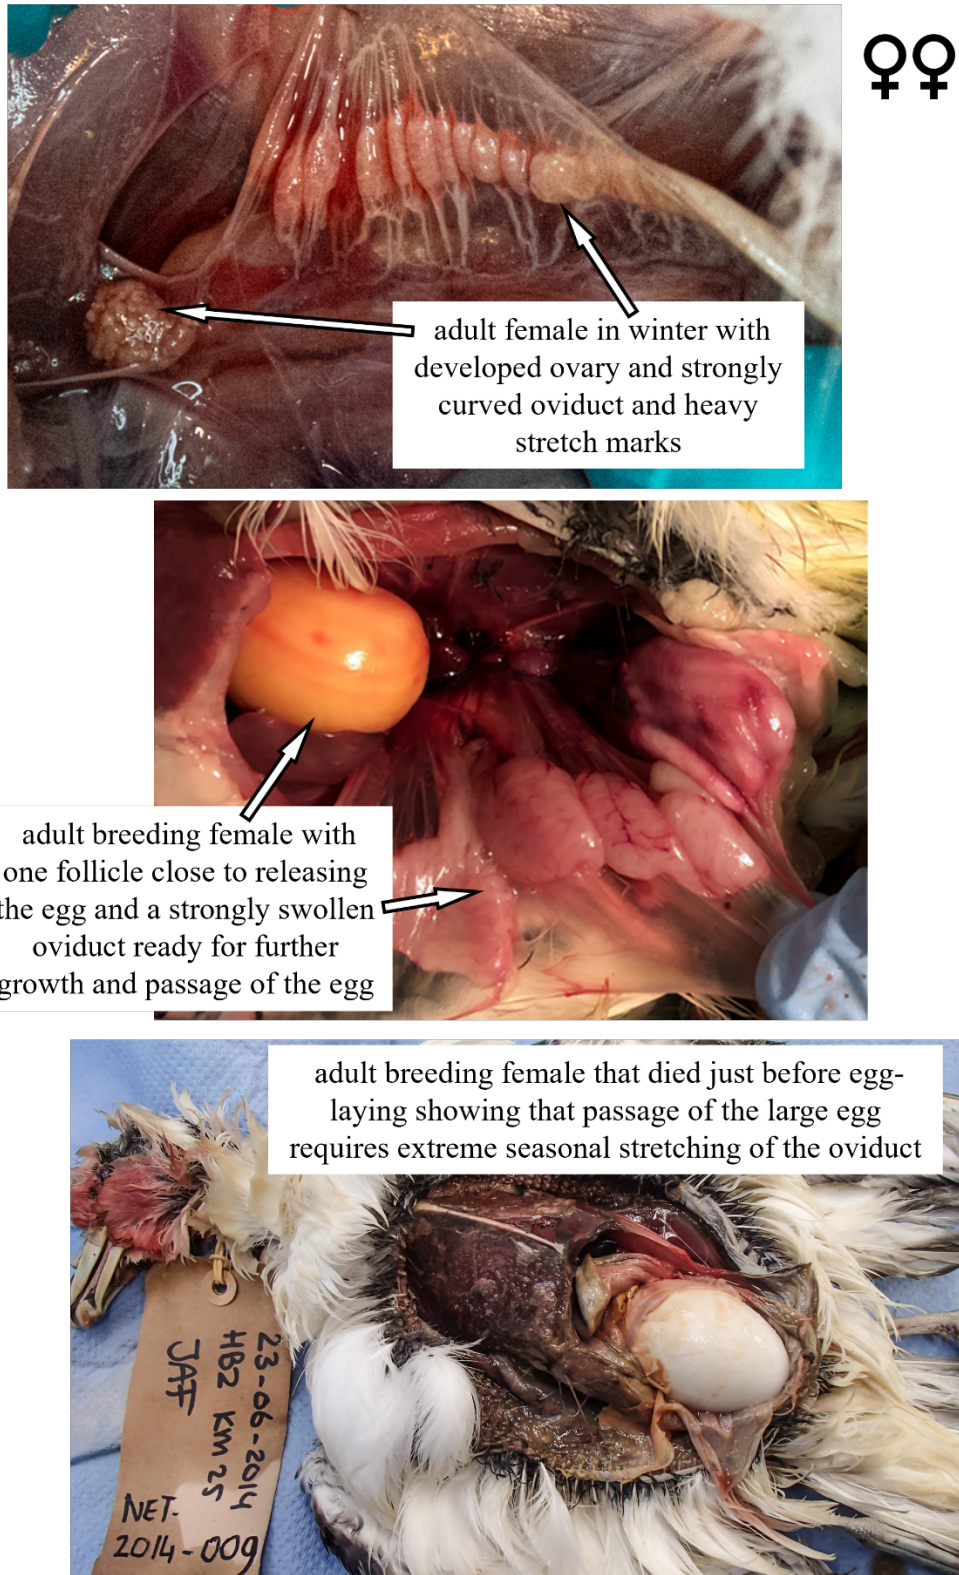 ♀♀
adult female in winter with
developed ovary and strongly
curved oviduct and heavy
stretch marks
adult breeding female with
one follicle close to releasing
the egg and a strongly swollen
oviduct ready for further
growth and passage of the egg
adult breeding female that died just before egg-
laying showing that passage of the large egg
requires extreme seasonal stretching of the oviduct
23-06-2014
HB2 KM 25
JAF
NET-
2014-009